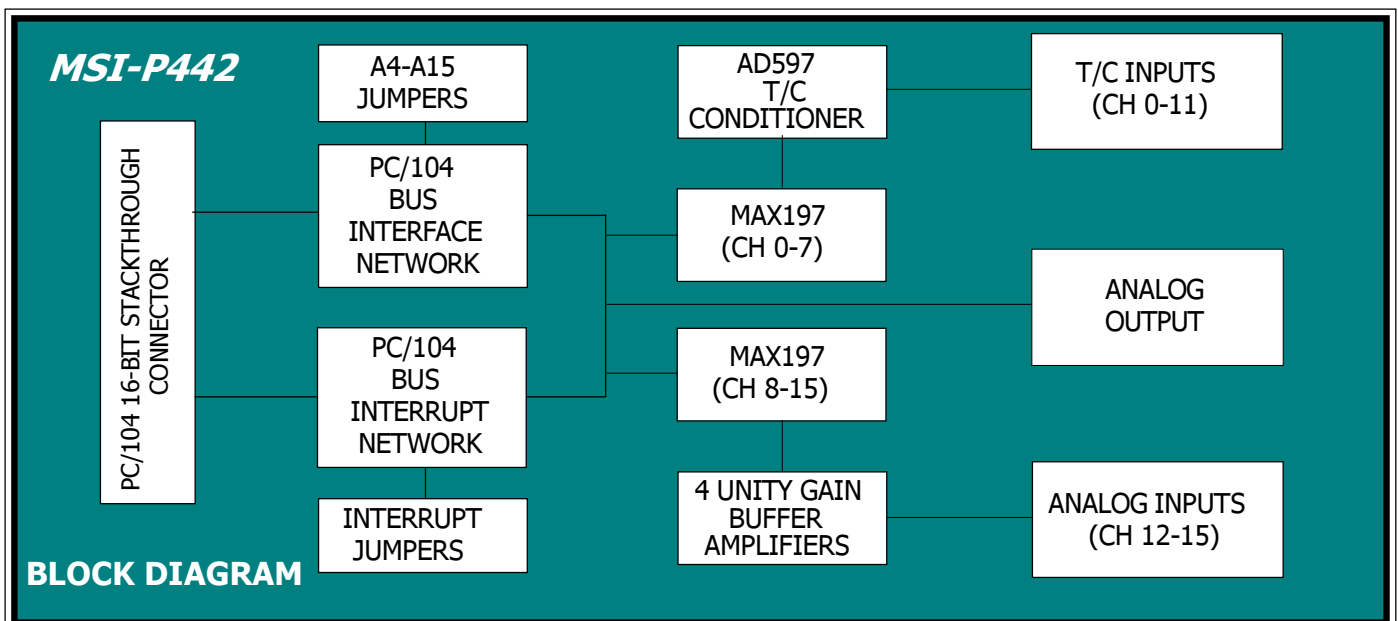 MSI-P442
A4-A15
JUMPERS
AD597
T/C
CONDITIONER
T/C INPUTS
(CH 0-11)
PC/104 16-BIT STACKTHROUGH
CONNECTOR
PC/104
BUS
INTERFACE
NETWORK
MAX197
(CH 0-7)
ANALOG
OUTPUT
PC/104
BUS
INTERRUPT
NETWORK
MAX197
(CH 8-15)
INTERRUPT
JUMPERS
4 UNITY GAIN
BUFFER
AMPLIFIERS
ANALOG INPUTS
(CH 12-15)
BLOCK DIAGRAM